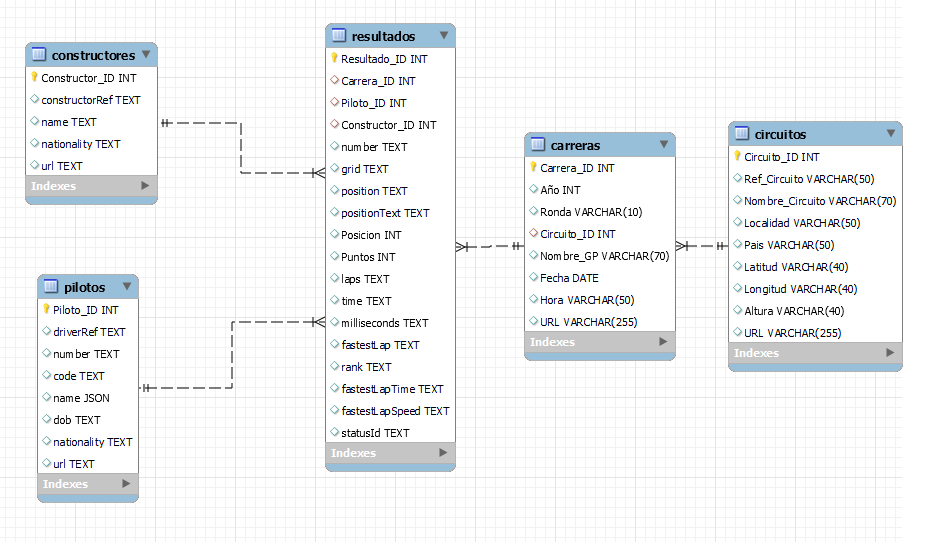 constructores
Constructor_ID INT
constructorRef TEXT
name TEXT
nationality TEXT
url TEXT
Indexes
pilotos
Piloto_ID INT
driverRef TEXT
number TEXT
code TEXT
name JSON
dob TEXT
nationality TEXT
url TEXT
Indexes
resultados
Resultado_ID INT
Carrera_ID INT
Piloto_ID INT
Constructor_ID INT
number TEXT
grid TEXT
position TEXT
positionText TEXT
Posicion INT
Puntos INT
laps TEXT
time TEXT
milliseconds TEXT
fastestLap TEXT
rank TEXT
fastestLapTime TEXT
fastestLapSpeed TEXT
statusId TEXT
Indexes
carreras
Carrera_ID INT
Año INT
Ronda VARCHAR(10)
Circuito_ID INT
Nombre_GP VARCHAR(70)
Fecha DATE
Hora VARCHAR(50)
URL VARCHAR(255)
Indexes
circuitos
Circuito_ID INT
Ref_Circuito VARCHAR(50)
Nombre_Circuito VARCHAR(70)
Localidad VARCHAR(50)
Pais VARCHAR(50)
Latitud VARCHAR(40)
Longitud VARCHAR(40)
Altura VARCHAR(40)
URL VARCHAR(255)
Indexes